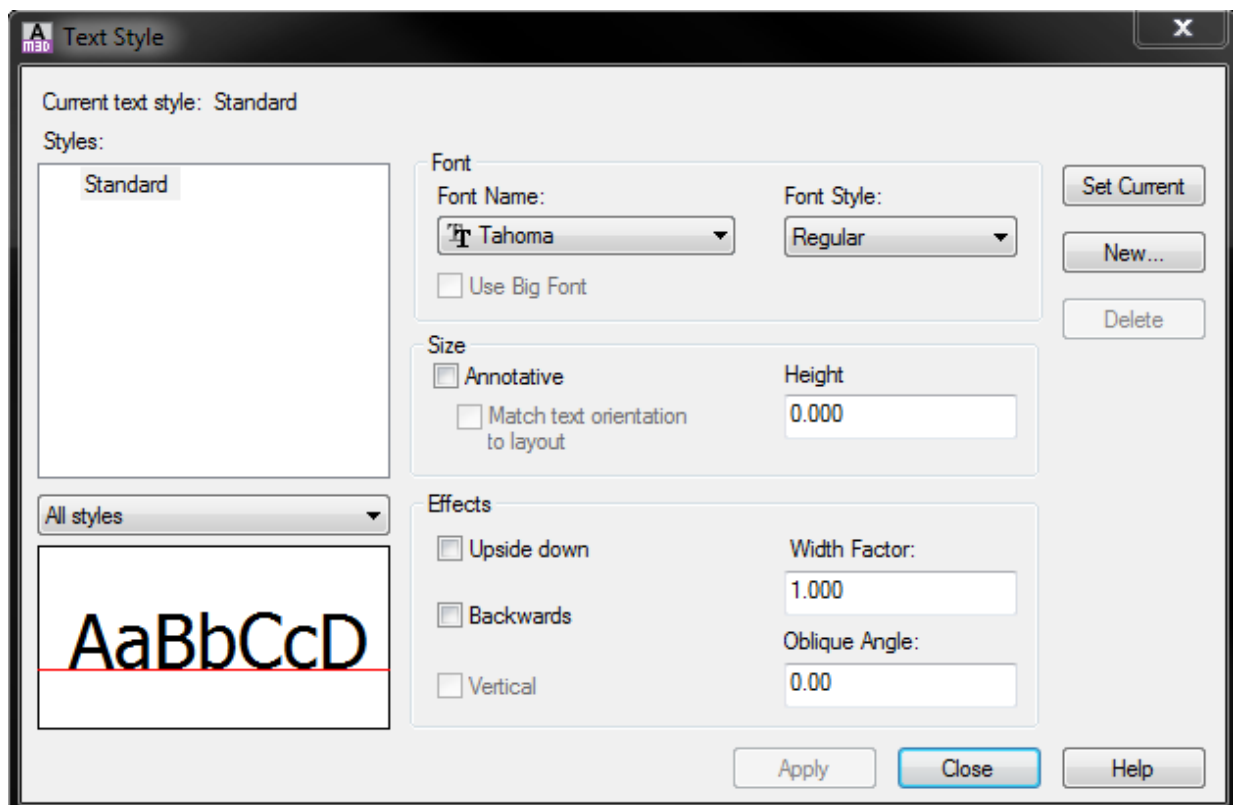 A
M3D
Text Style
X
Current text style: Standard
Styles:
Standard
All styles
AaBbCcD
Font
Font Name:
Tahoma
Use Big Font
Font Style:
Regular
Size
Annotative
Match text orientation
to layout
Height
0.000
Effects
Upside down
Backwards
Vertical
Width Factor:
1.000
Oblique Angle:
0.00
Set Current
New...
Delete
Apply
Close
Help